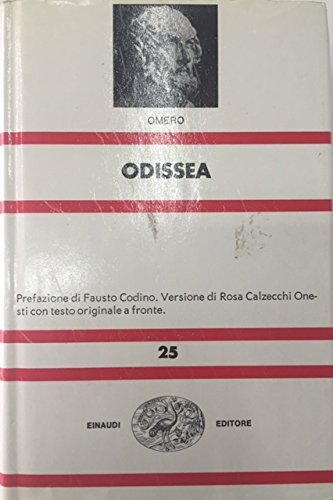 OMERO
ODISSEA
Prefazione di Fausto Codino. Versione di Rosa Calzecchi One-
sti con testo originale a fronte.
25
EINAUDI EDITORE